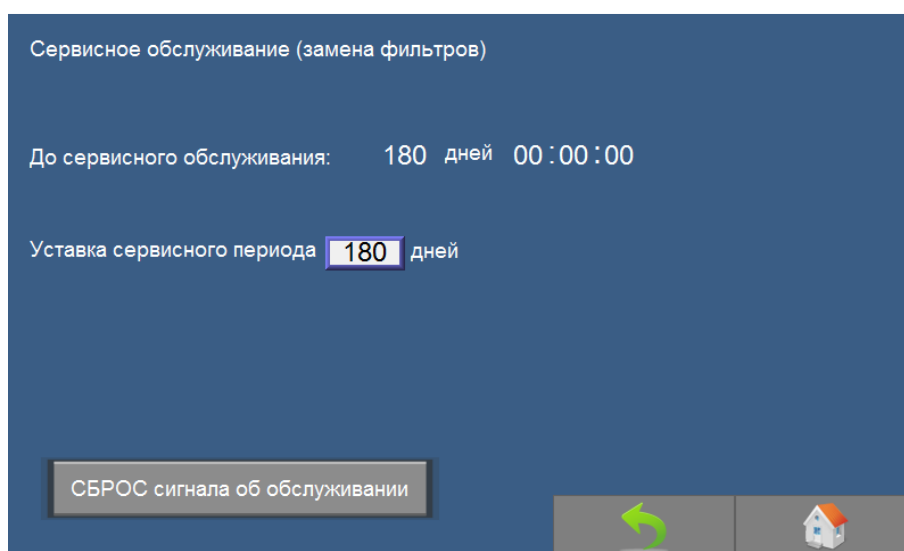 Сервисное обслуживание (замена фильтров)
До сервисного обслуживания: 180 дней 00:00:00
Уставка сервисного периода 180 дней
СБРОС сигнала об обслуживании